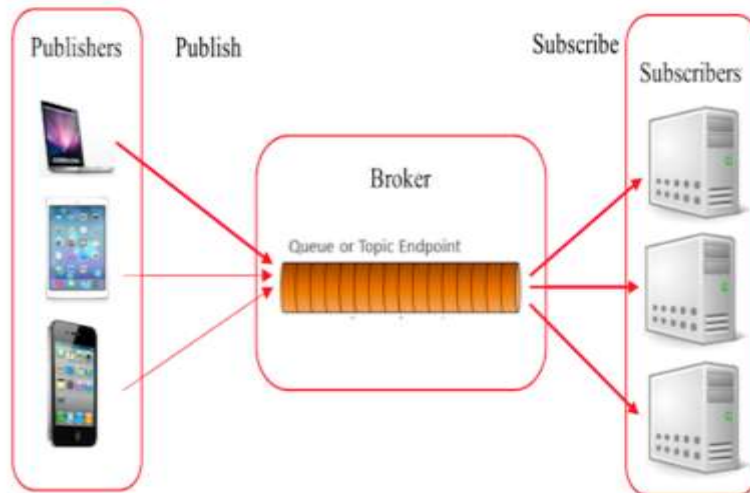 Publishers
Publish
Subscribe
Subscribers
Broker
Queue or Topic Endpoint